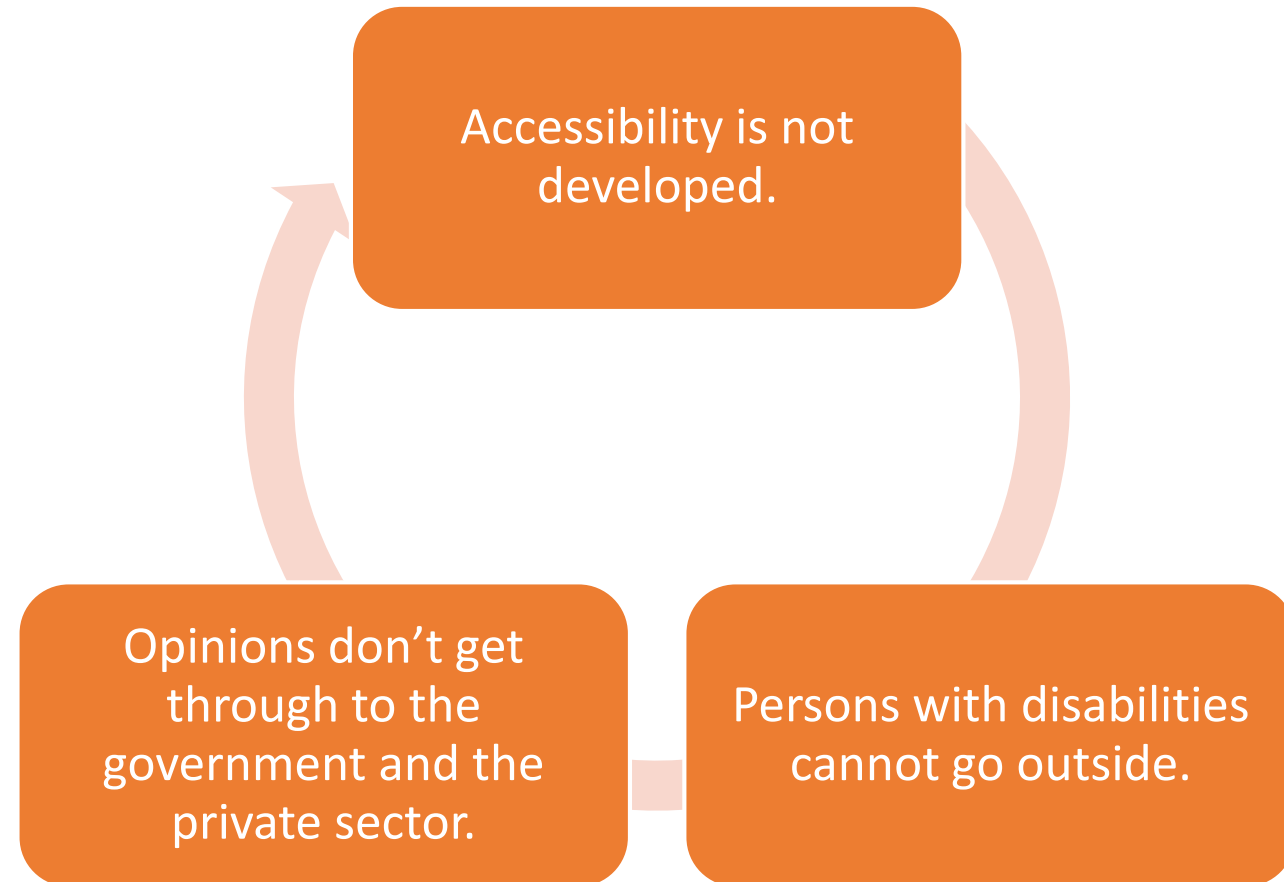 Accessibility is not
developed.
Persons with disabilities
cannot go outside.
Opinions don’t get
through to the
government and the
private sector.